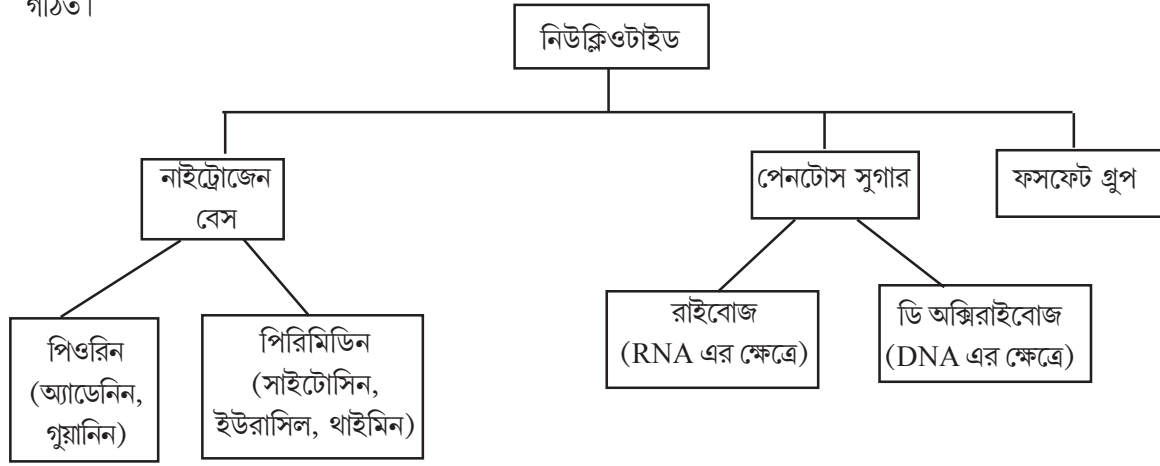 গঠিত।
নিউক্লিওটাইড
নাইট্রোজেন
বেস
পেনটোস সুগার
ফসফেট গ্রুপ
পিওরিন
(অ্যাডেনিন,
গুয়ানিন)
পিরিমিডিন
(সাইটোসিন,
ইউরাসিল, থাইমিন)
রাইবোজ
(RNA এর ক্ষেত্রে)
ডি অক্সিরাইবোজ
(DNA এর ক্ষেত্রে)